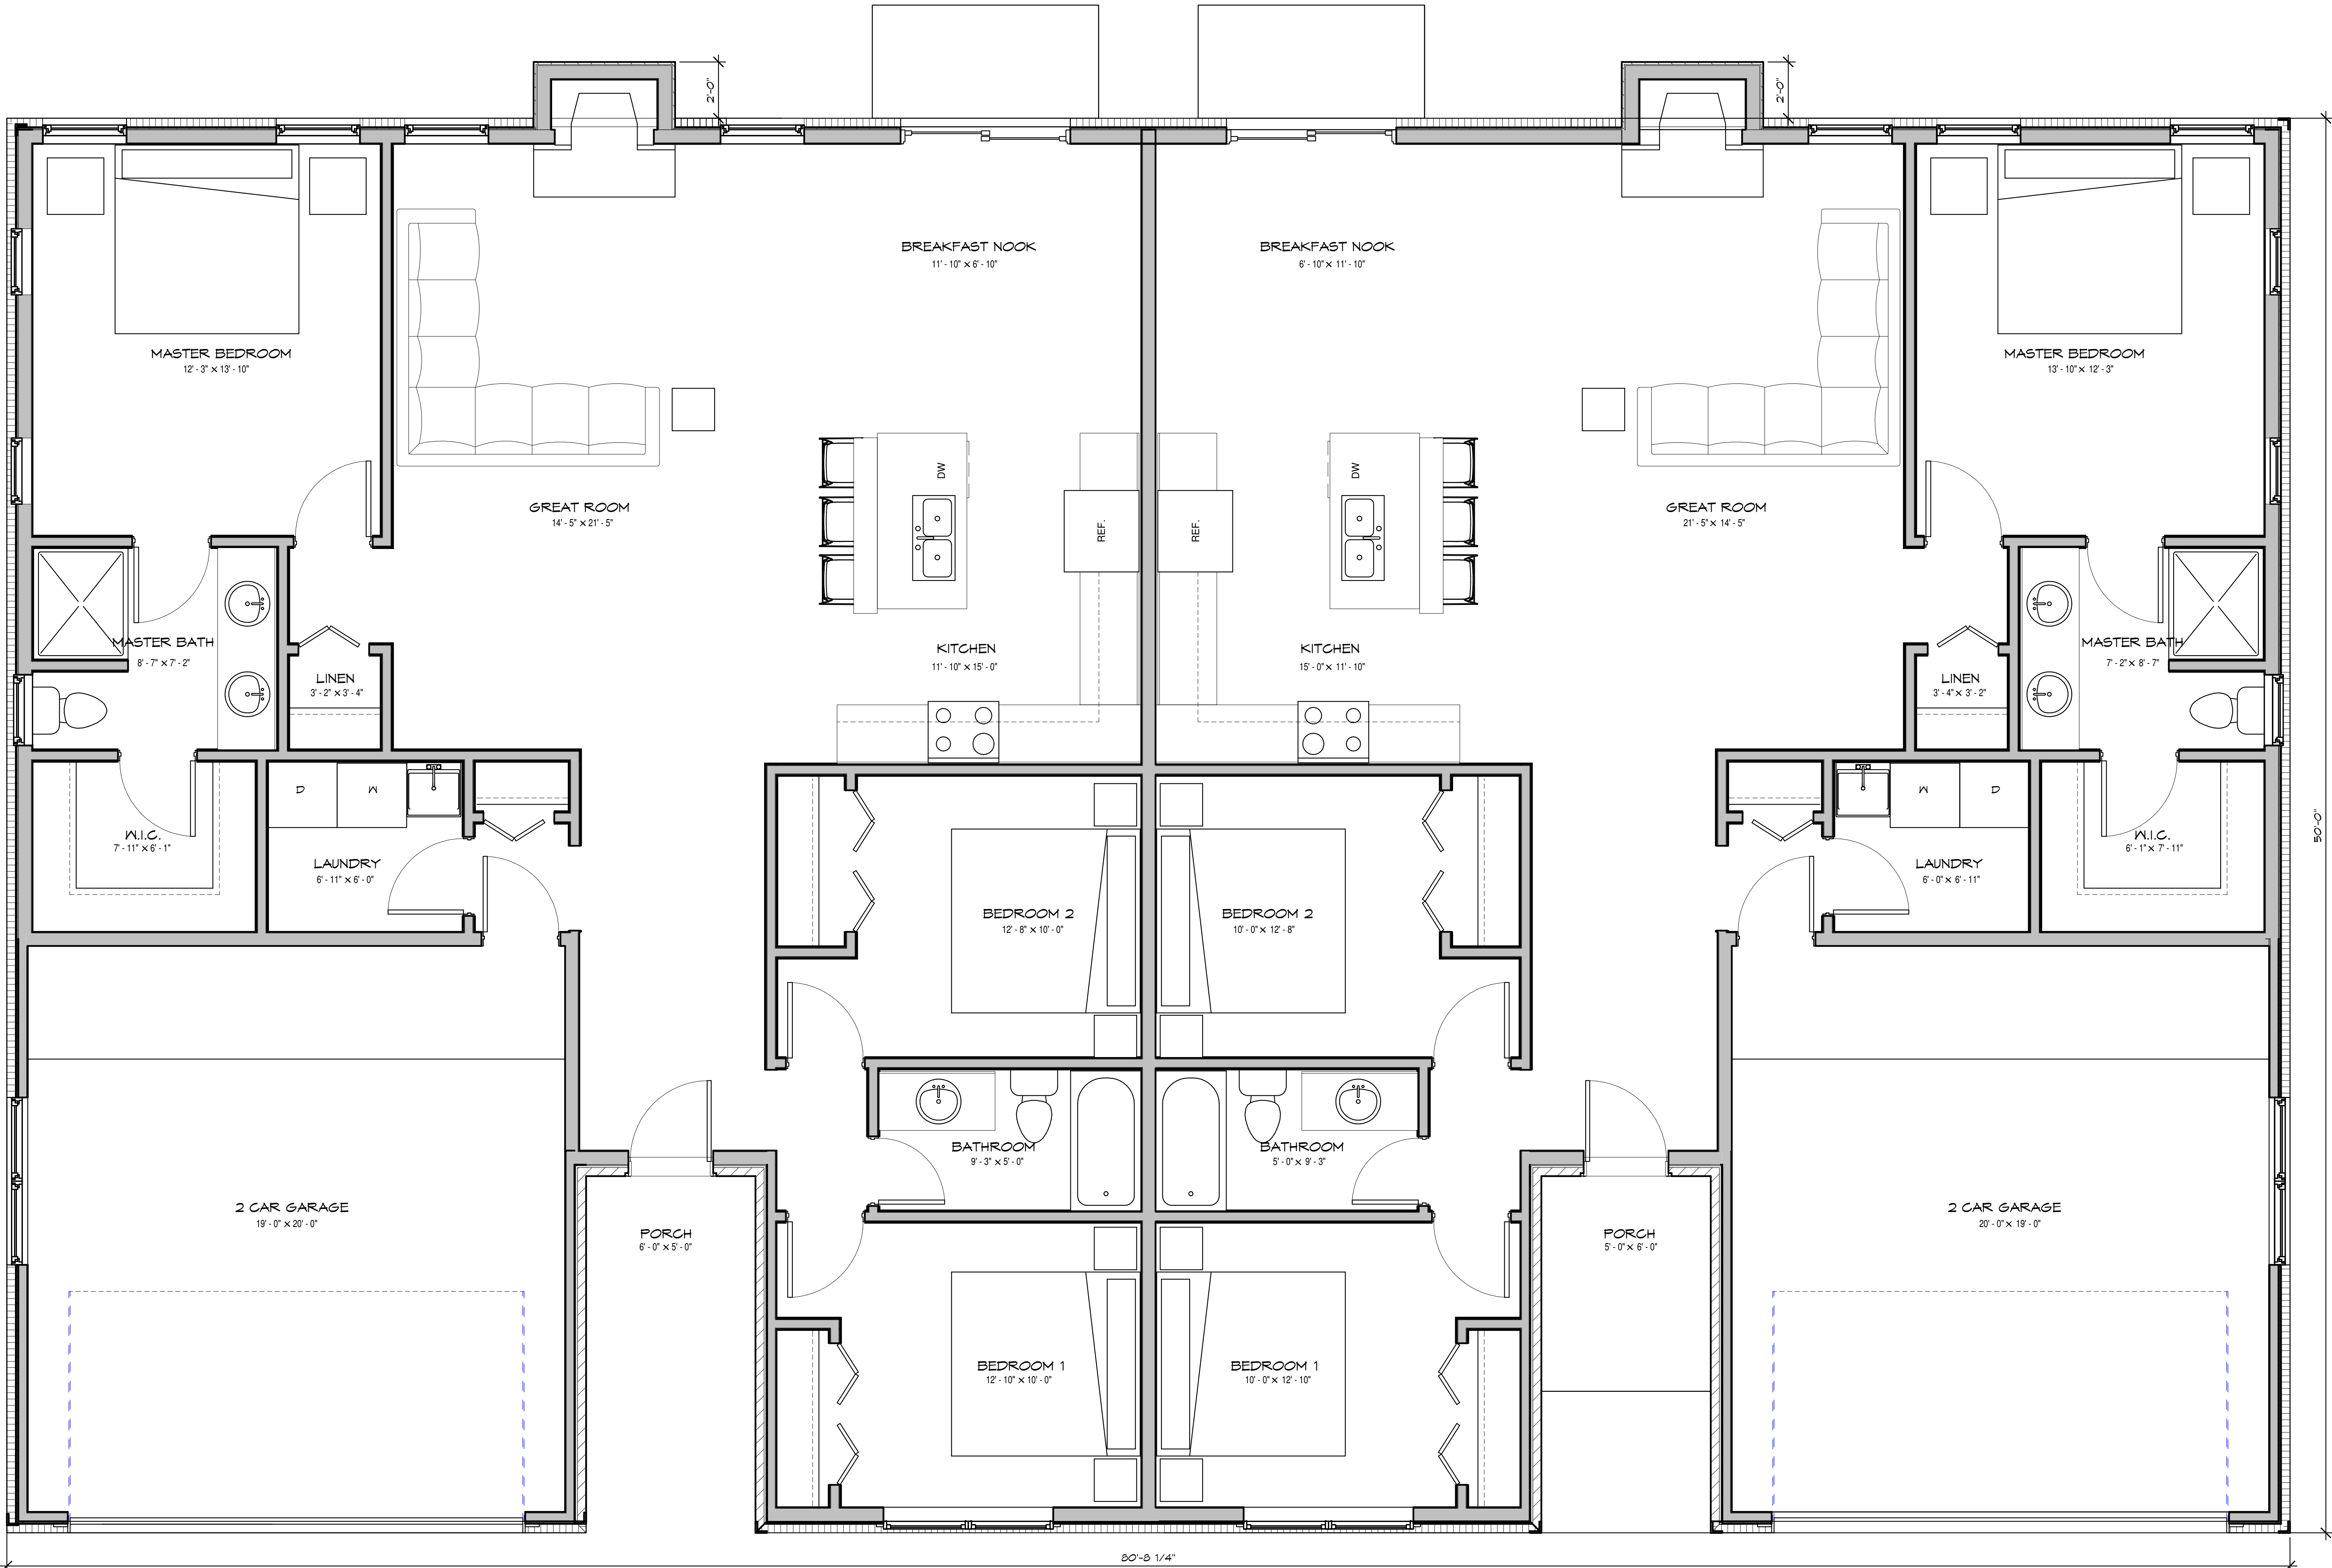 2'-0"
2'-0"
BREAKFAST NOOK
11' - 10" x 6' - 10"
BREAKFAST NOOK
6' - 10" x 11' - 10"
MASTER BEDROOM
12' - 3" x 13' - 10"
MASTER BEDROOM
13' - 10" x 12' - 3"
DW
DW
GREAT ROOM
14' - 5" x 21' - 5"
REF.
REF.
GREAT ROOM
21' - 5" x 14' - 5"
MASTER BATH
8' - 7" x 7' - 2"
KITCHEN
11' - 10" x 15' - 0"
KITCHEN
15' - 0" x 11' - 10"
MASTER BATH
7' - 2" x 8' - 7"
LINEN
3' - 2" x 3' - 4"
LINEN
3' - 4" x 3' - 2"
D
W
W
D
W.I.C.
7' - 11" x 6' - 1"
W.I.C.
6' - 1" x 7' - 11"
50'-0"
LAUNDRY
6' - 11" x 6' - 0"
LAUNDRY
6' - 0" x 6' - 11"
BEDROOM 2
12' - 8" x 10' - 0"
BEDROOM 2
10' - 0" x 12' - 8"
BATHROOM
9' - 3" x 5' - 0"
BATHROOM
5' - 0" x 9' - 3"
2 CAR GARAGE
19' - 0" x 20' - 0"
2 CAR GARAGE
20' - 0" x 19' - 0"
PORCH
6' - 0" x 5' - 0"
PORCH
5' - 0" x 6' - 0"
BEDROOM 1
12' - 10" x 10' - 0"
BEDROOM 1
10' - 0" x 12' - 10"
80'-8 1/4"